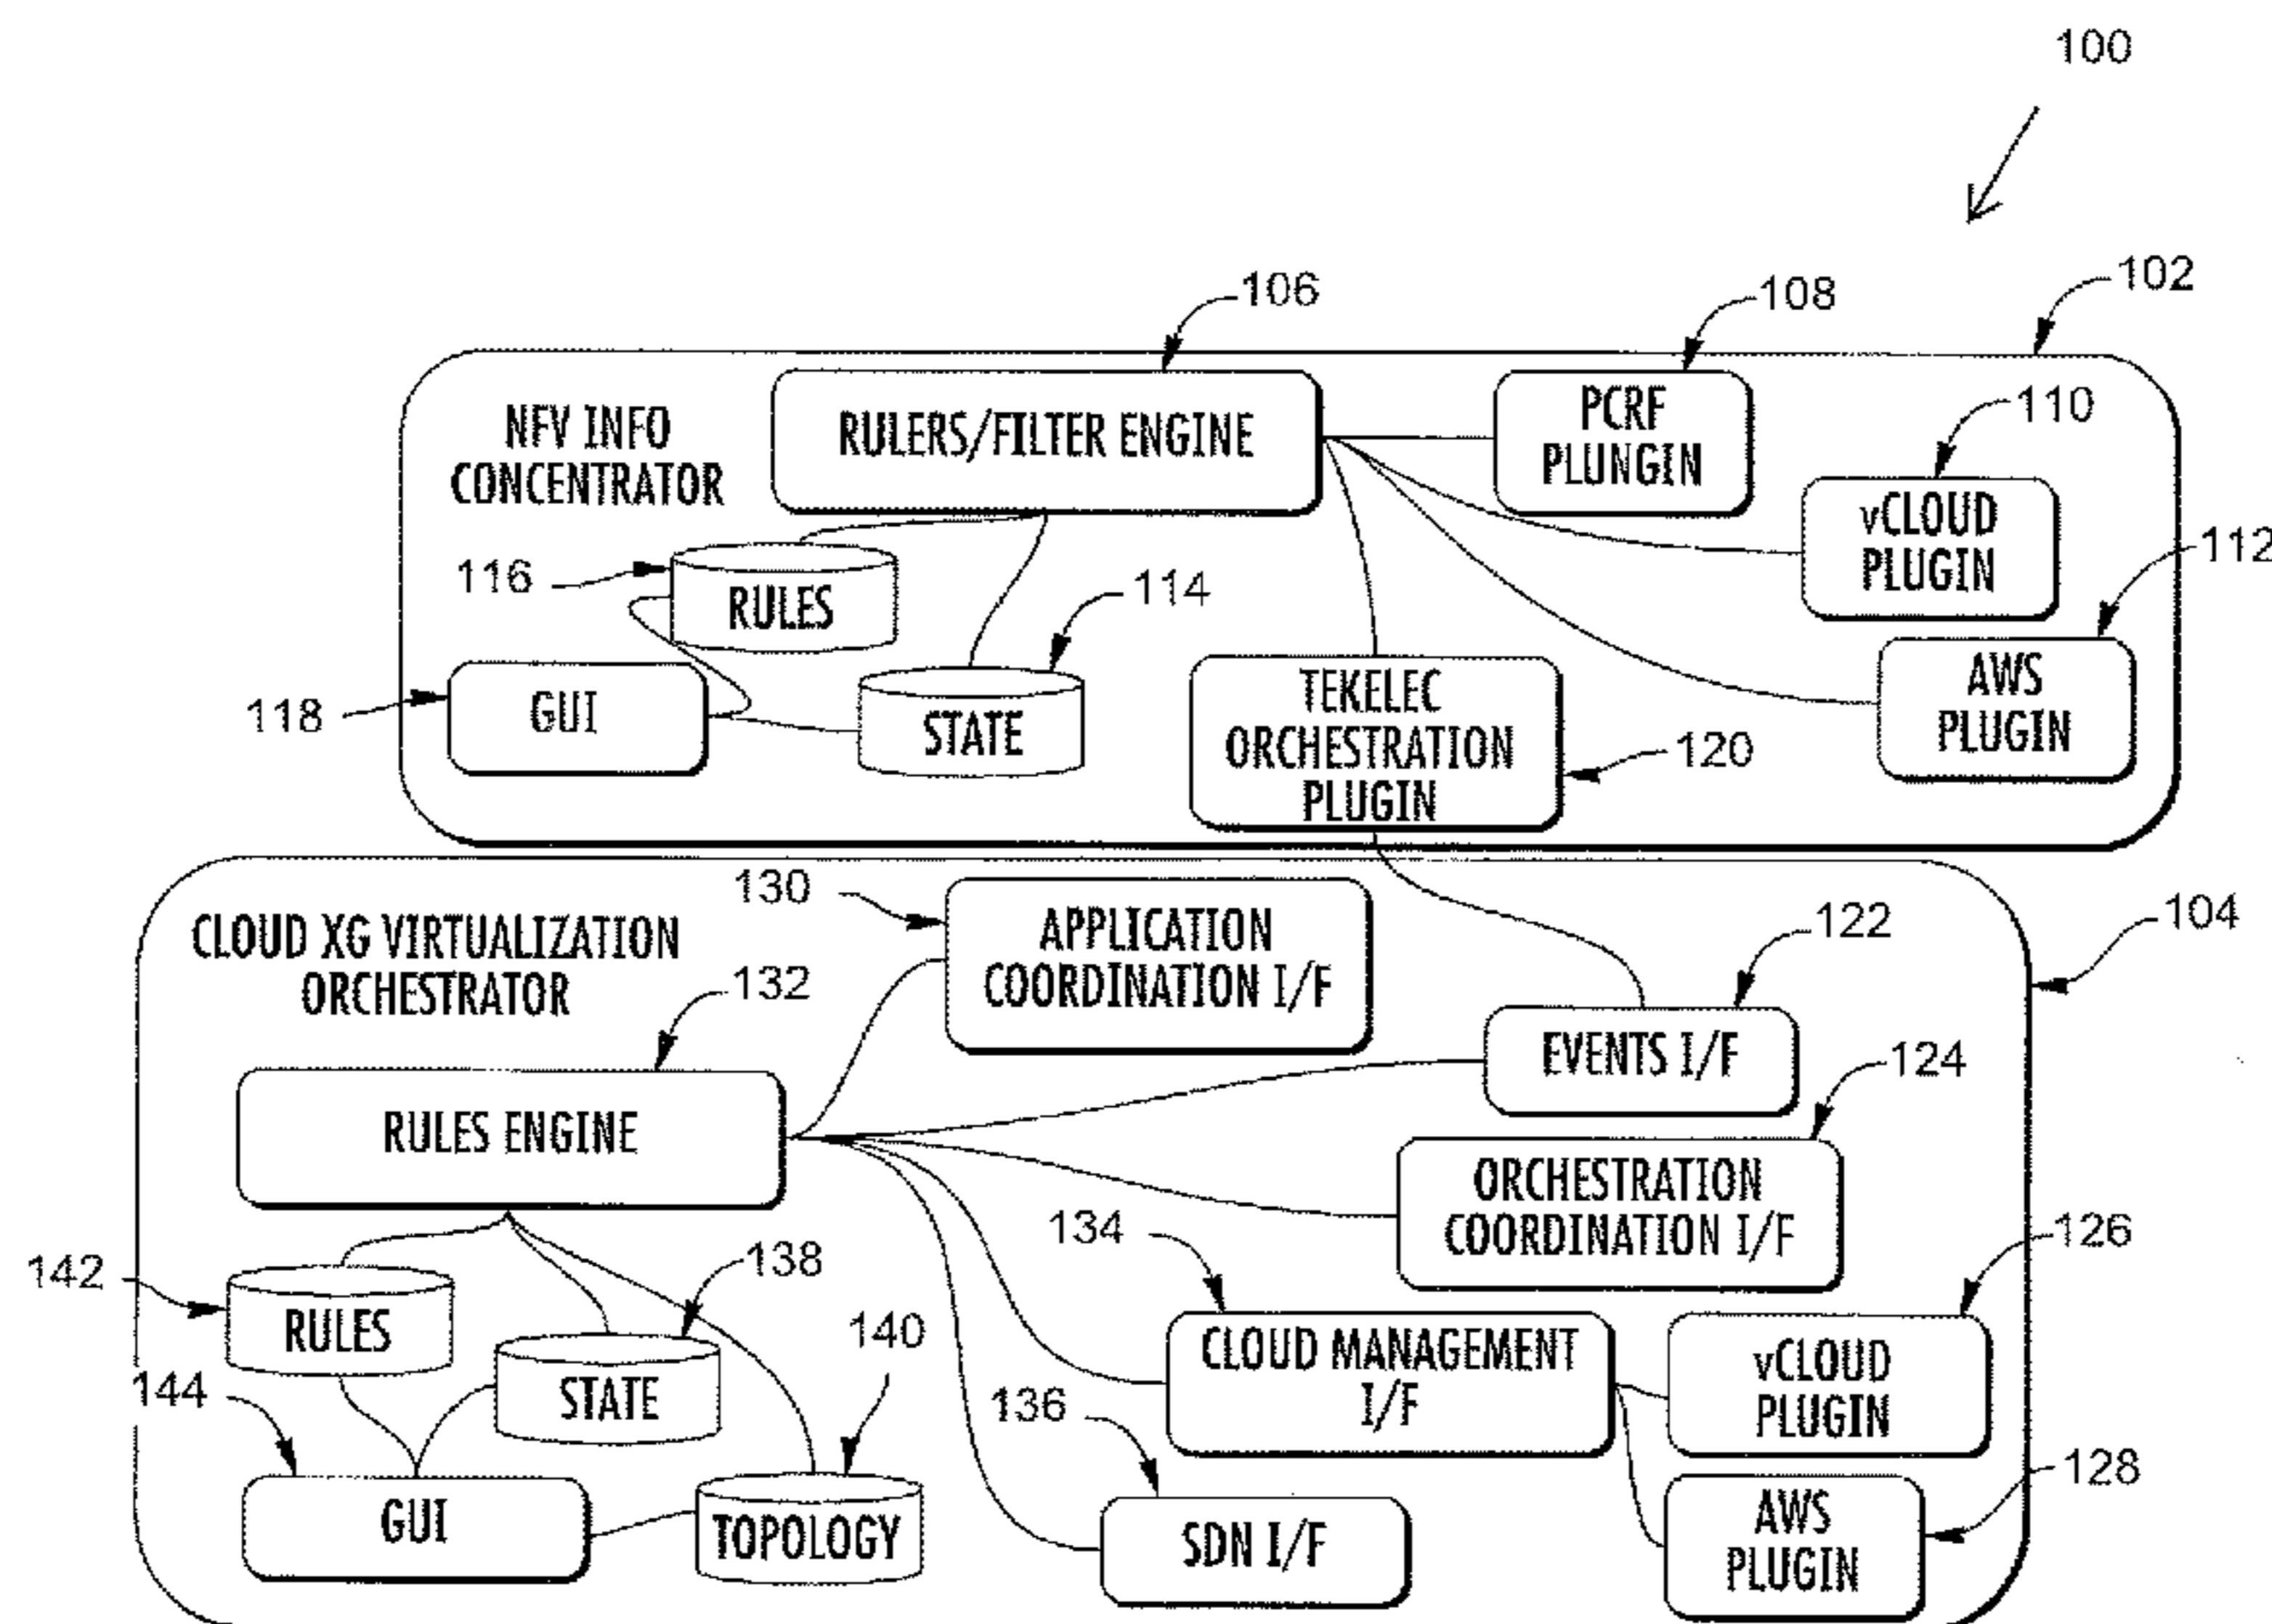 100
102
106
108
110
NFV INFO
CONCENTRATOR
RULERS/FILTER ENGINE
PCRF
PLUNGIN
vCLOUD
PLUGIN
112
116
RULES
114
118
GUI
STATE
TEKELEC
ORCHESTRATION
PLUGIN
120
AWS
PLUGIN
130
APPLICATION
COORDINATION I/F
104
CLOUD XG VIRTUALIZATION
ORCHESTRATOR
132
122
EVENTS I/F
124
RULES ENGINE
ORCHESTRATION
COORDINATION I/F
134
126
142
RULES
138
STATE
140
CLOUD MANAGEMENT
I/F
vCLOUD
PLUGIN
144
GUI
TOPOLOGY
136
SDN I/F
AWS
PLUGIN
128